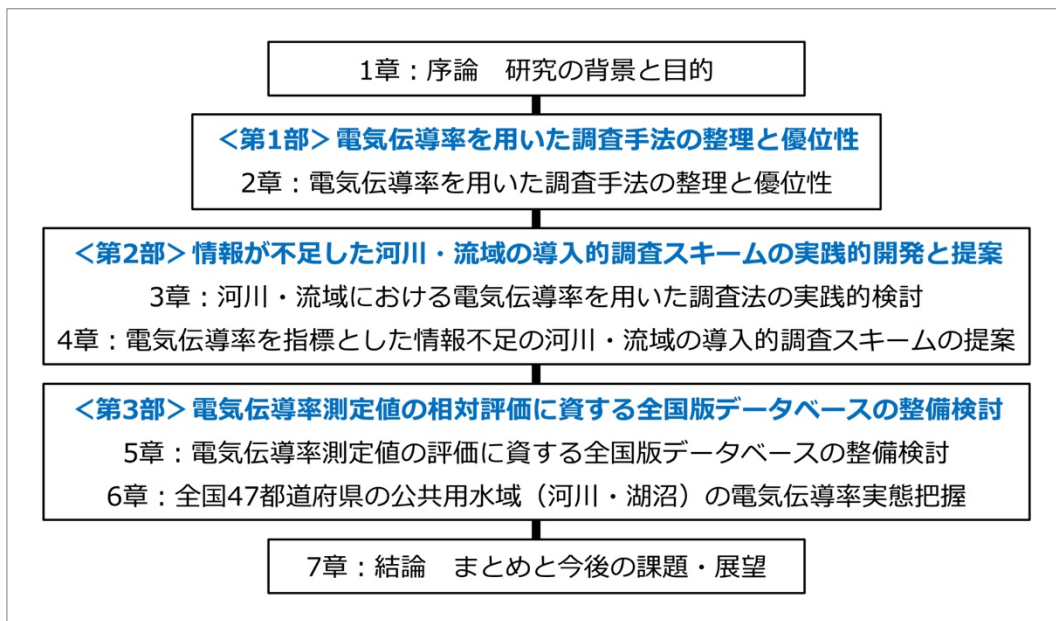 1章：序論　研究の背景と目的
＜第1部＞電気伝導率を用いた調査手法の整理と優位性
2章：電気伝導率を用いた調査手法の整理と優位性
＜第2部＞情報が不足した河川・流域の導入的調査スキームの実践的開発と提案
3章：河川・流域における電気伝導率を用いた調査法の実践的検討
4章：電気伝導率を指標とした情報不足の河川・流域の導入的調査スキームの提案
＜第3部＞電気伝導率測定値の相対評価に資する全国版データベースの整備検討
5章：電気伝導率測定値の評価に資する全国版データベースの整備検討
6章：全国47都道府県の公共用水域（河川・湖沼）の電気伝導率実態把握
7章：結論　まとめと今後の課題・展望